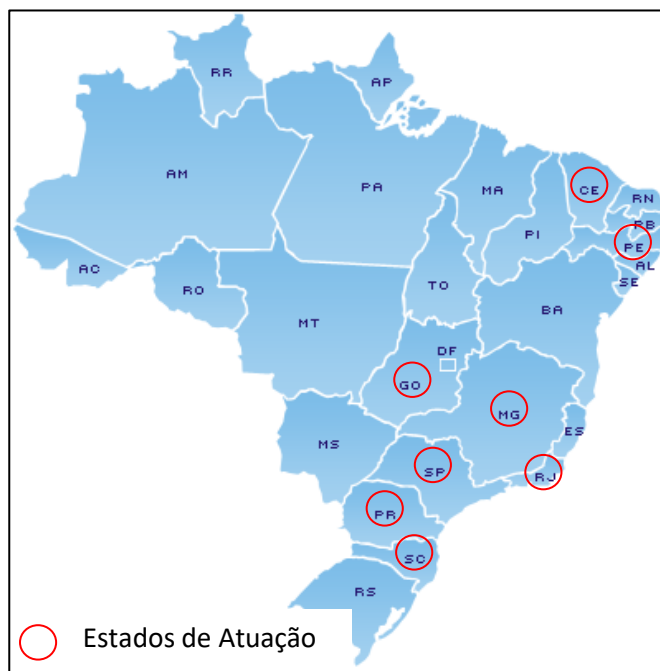 RR
AP
AM
PA
MA
CE
RN
PB
PI
PE
AL
SE
AC
RO
TO
BA
MT
DF
GO
MG
ES
MS
SP
RJ
PR
SC
RS
Estados de Atuação